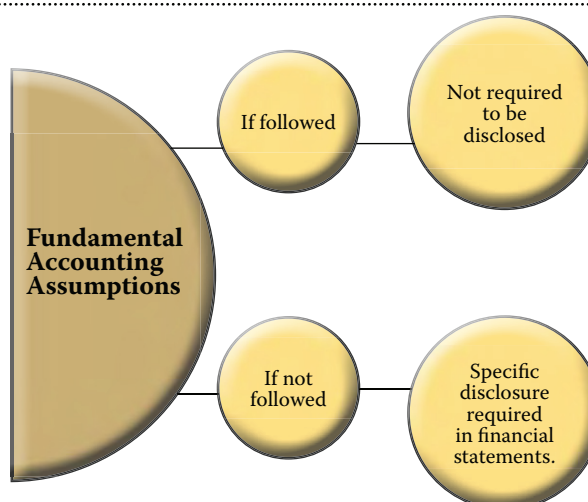 Fundamental
Accounting
Assumptions
If followed
Not required
to be
disclosed
If not
followed
Specific
disclosure
required
in financial
statements.